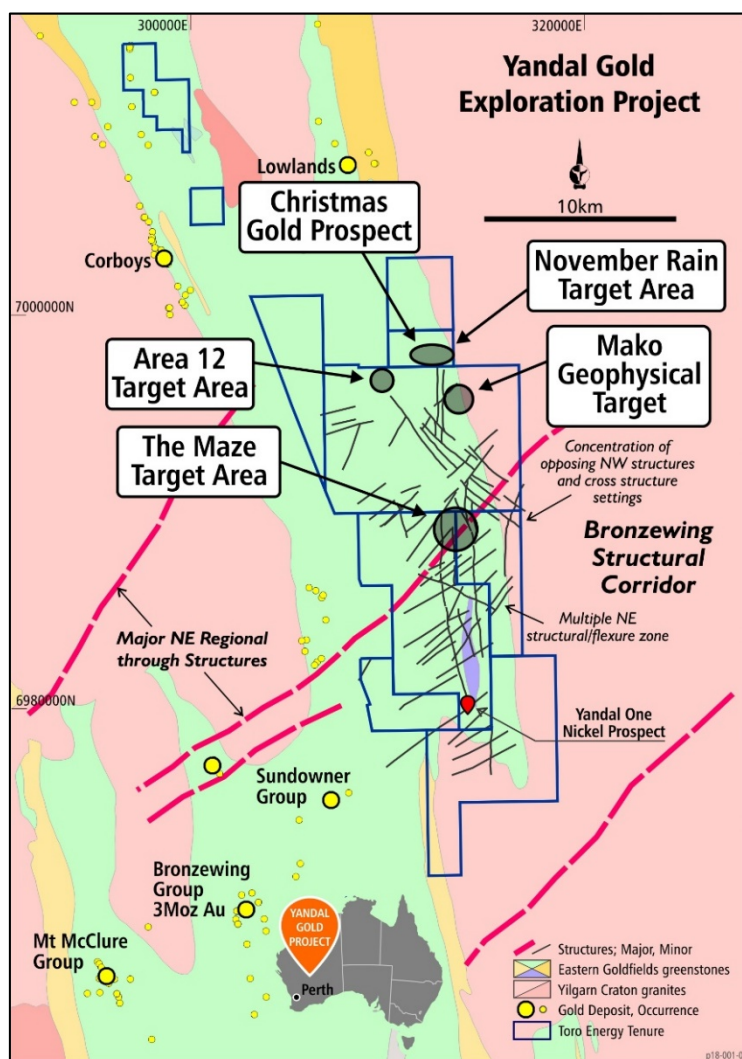 300000E
320000E
Yandal Gold
Exploration Project
10km
Lowlands
Christmas
Gold Prospect
Corboys
November Rain
Target Area
7000000N
Area 12
Target Area
Mako
Geophysical
Target
The Maze
Target Area
Concentration of
opposing NW structures
and cross structure
settings
Bronzewing
Structural
Corridor
Multiple NE
structural/flexure zone
Major NE Regional
through Structures
6980000N
Yandal One
Nickel Prospect
Sundowner
Group
Bronzewing
Group
3Moz Au
Mt McClure
Group
YANDAL
GOLD
PROJECT
Perth
Structures; Major, Minor
Eastern Goldfields greenstones
Yilgarn Craton granites
Gold Deposit, Occurrence
Toro Energy Tenure